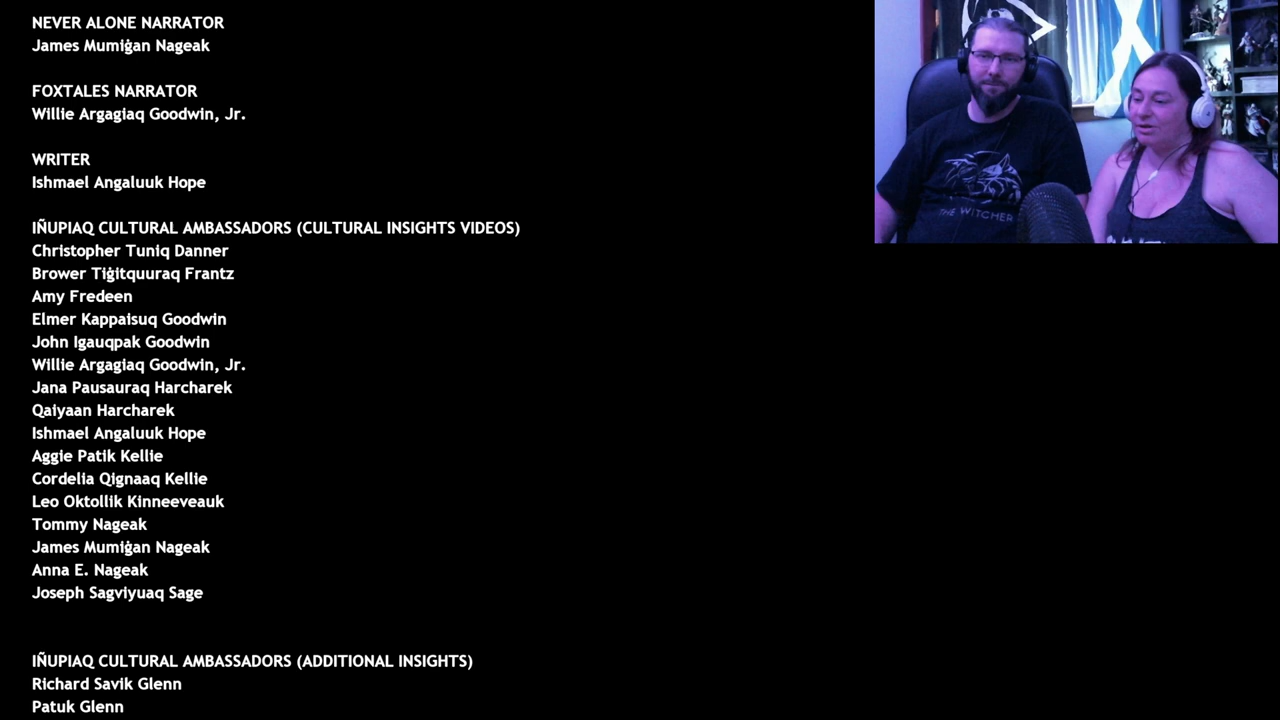 NEVER ALONE NARRATOR
James Mumiġan Nageak
FOXTALES NARRATOR
Willie Argagiaq Goodwin, Jr.
WRITER
Ishmael Angaluuk Hope
IÑUPIAQ CULTURAL AMBASSADORS (CULTURAL INSIGHTS VIDEOS)
Christopher Tuniq Danner
Brower Tiġitquuraq Frantz
Amy Fredeen
Elmer Kappaisuq Goodwin
John Igauqpak Goodwin
Willie Argagiaq Goodwin, Jr.
Jana Pausauraq Harcharek
Qaiyaan Harcharek
Ishmael Angaluuk Hope
Aggie Patik Kellie
Cordelia Qignaaq Kellie
Leo Oktollik Kinneeveauk
Tommy Nageak
James Mumiġan Nageak
Anna E. Nageak
Joseph Sagviyuaq Sage
IÑUPIAQ CULTURAL AMBASSADORS (ADDITIONAL INSIGHTS)
Richard Savik Glenn
Patuk Glenn
THE WITCHER